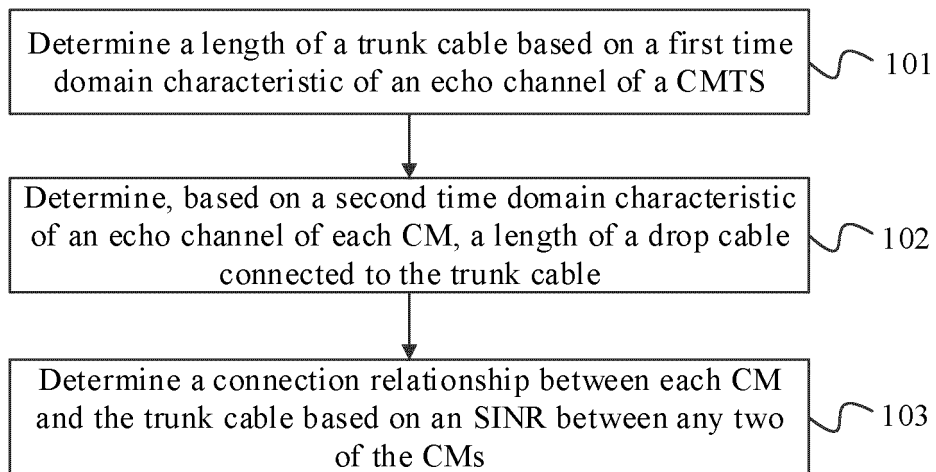 Determine a length of a trunk cable based on a first time
domain characteristic of an echo channel of a CMTS
101
Determine, based on a second time domain characteristic
of an echo channel of each CM, a length of a drop cable
connected to the trunk cable
102
Determine a connection relationship between each CM
and the trunk cable based on an SINR between any two
of the CMs
103